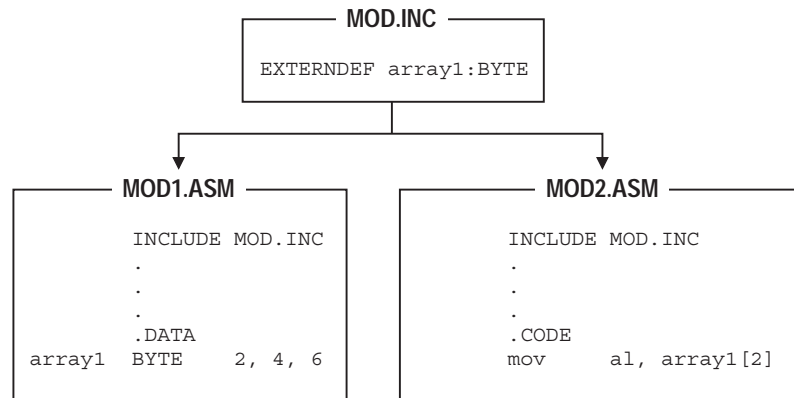 MOD.INC
EXTERNDEF array1:BYTE
MOD1.ASM
INCLUDE MOD.INC
.
.
.
.DATA
array1 BYTE 2, 4, 6
MOD2.ASM
INCLUDE MOD.INC
.
.
.
.CODE
mov al, array1[2]